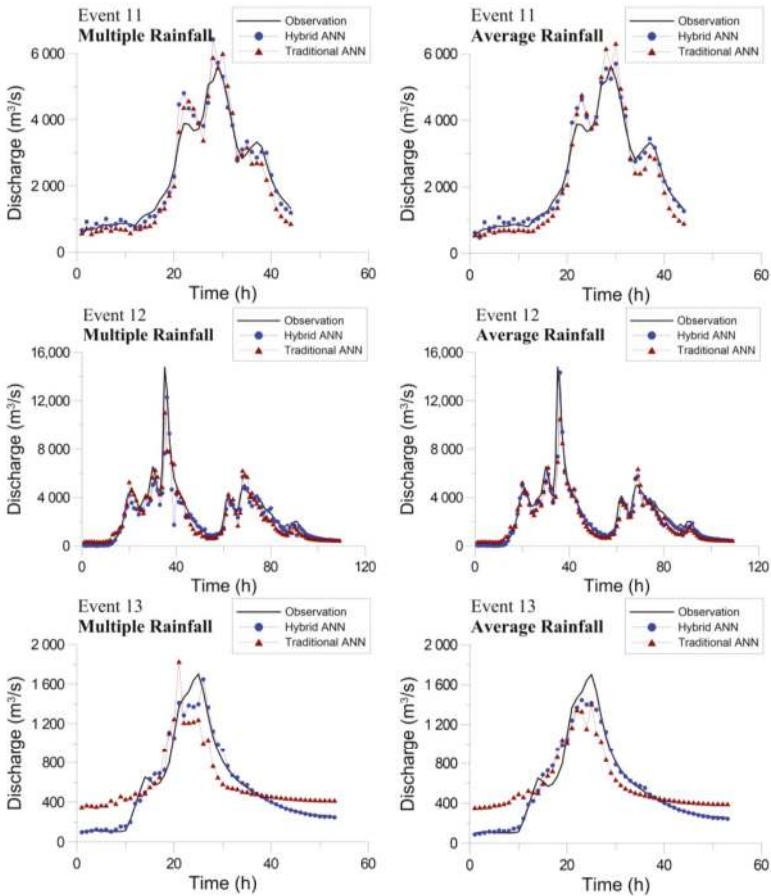 Event 11
Multiple Rainfall
Observation
Hybrid ANN
Traditional ANN
Discharge (m³/s)
6 000
4 000
2 000
0
0 20 40 60
Time (h)
Event 11
Average Rainfall
Observation
Hybrid ANN
Traditional ANN
Discharge (m³/s)
6 000
4 000
2 000
0
0 20 40 60
Time (h)
Event 12
Multiple Rainfall
Observation
Hybrid ANN
Traditional ANN
Discharge (m³/s)
16,000
12,000
8 000
4 000
0
0 40 80 120
Time (h)
Event 12
Average Rainfall
Observation
Hybrid ANN
Traditional ANN
Discharge (m³/s)
16,000
12,000
8 000
4 000
0
0 40 80 120
Time (h)
Event 13
Multiple Rainfall
Observation
Hybrid ANN
Traditional ANN
Discharge (m³/s)
2 000
1 600
1 200
800
400
0
0 20 40 60
Time (h)
Event 13
Average Rainfall
Observation
Hybrid ANN
Traditional ANN
Discharge (m³/s)
2 000
1 600
1 200
800
400
0
0 20 40 60
Time (h)